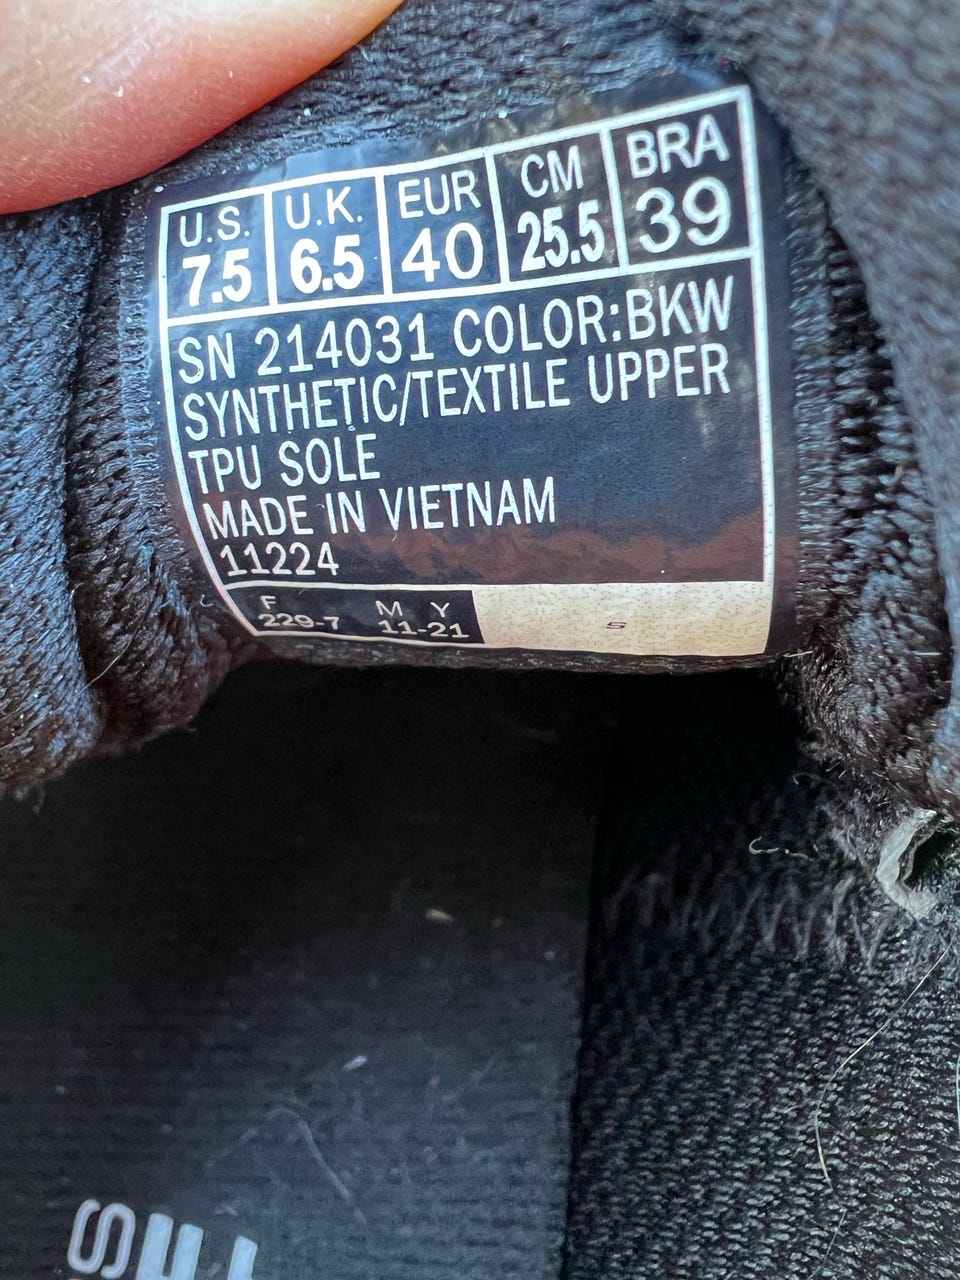 U.S. U.K. EUR CM BRA
7.5 6.5 40 25.5 39
SN 214031 COLOR:BKW
SYNTHETIC/TEXTILE UPPER
TPU SOLE
MADE IN VIETNAM
11224
F M Y
229-7 11-21
5